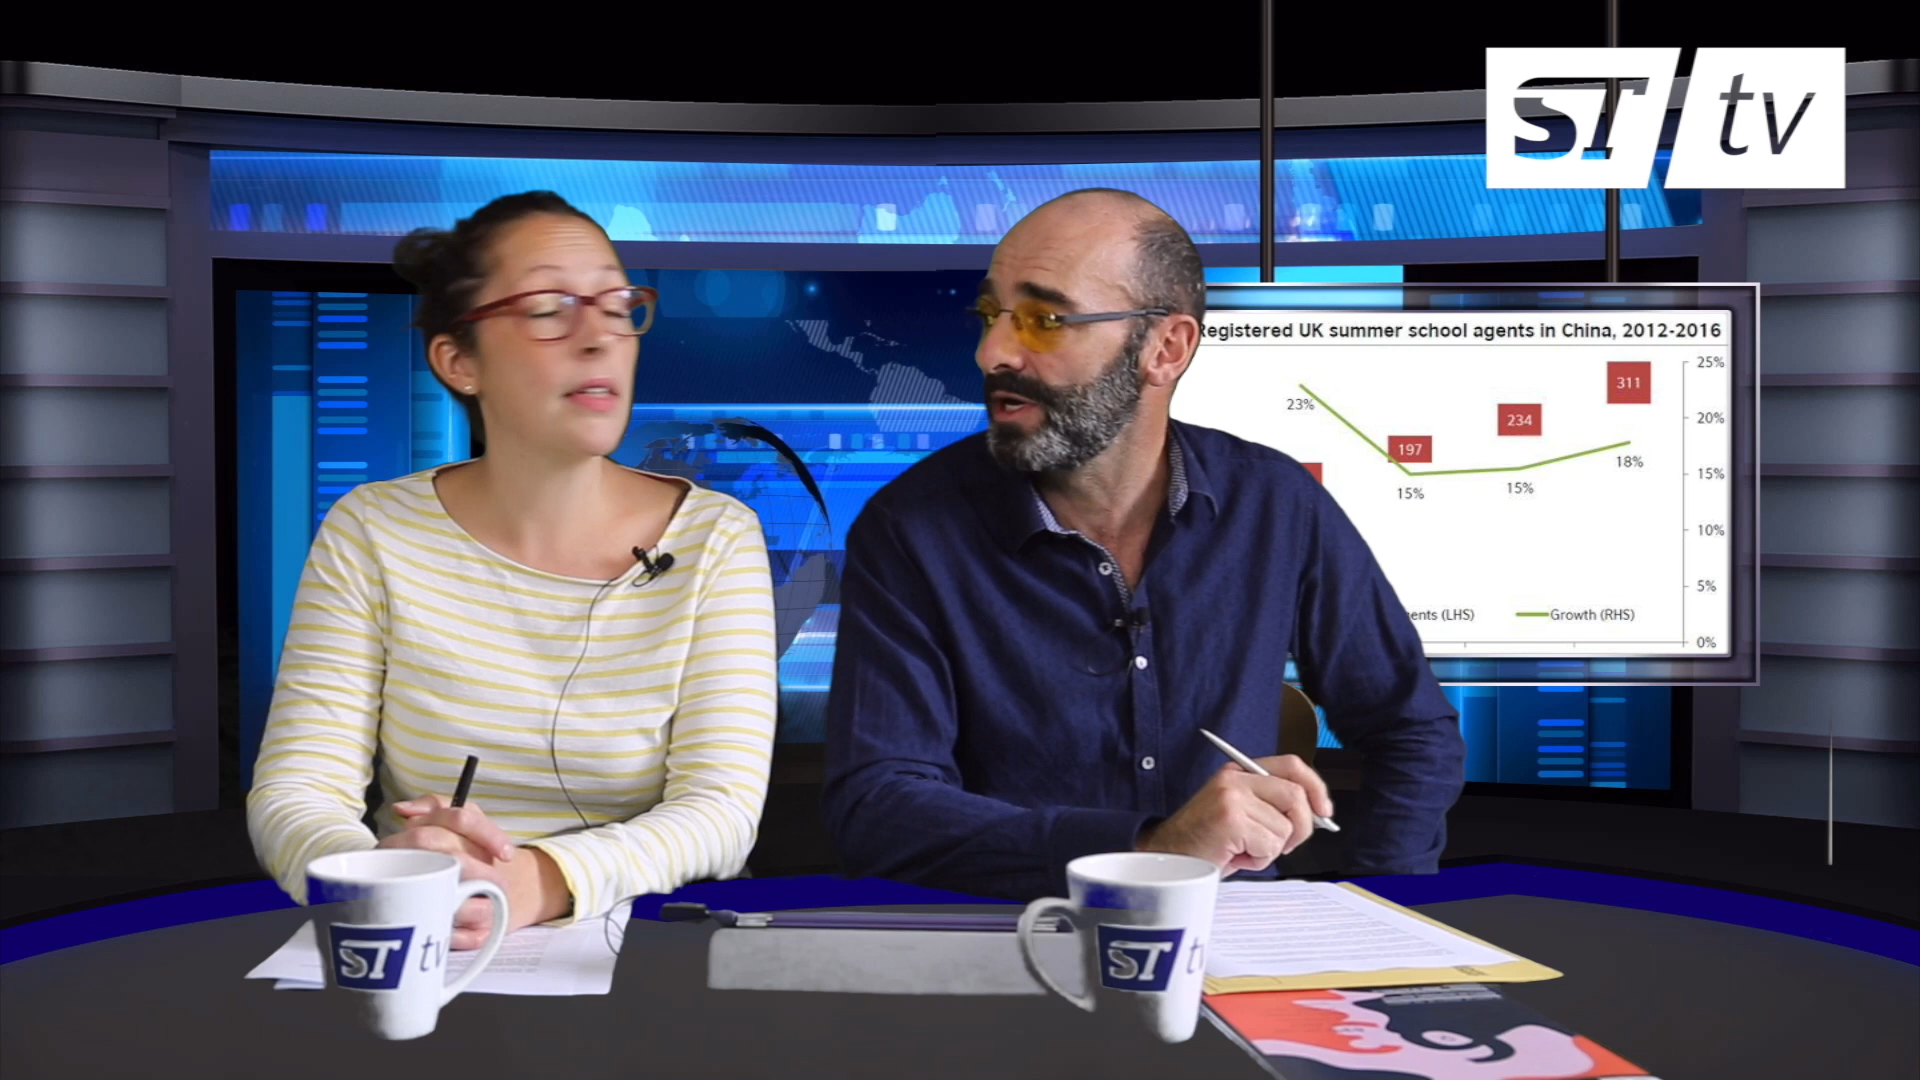 ST tv
Registered UK summer school agents in China, 2012-2016
25%
311
23%
20%
234
197
18%
15%
15%
15%
10%
5%
ents (LHS)
Growth (RHS)
0%
ST tv
ST tv